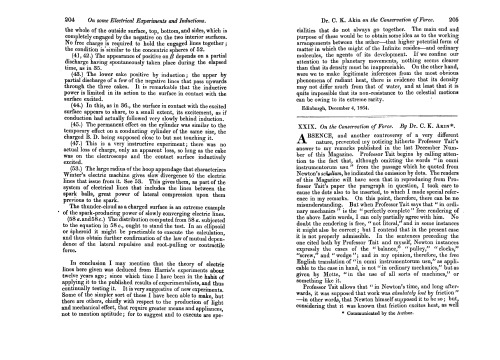 204 On some Electrical Experiments and Inductions.
the whole of the outside surface, top, bottom, and sides, which is
completely engaged by the negative on the two interior surfaces.
No free charge is required to hold the engaged lines together;
the condition is similar to the concentric spheres of 52.
(41, 42.) The appearance of positive on B depends on a partial
discharge having spontaneously taken place during the elapsed
time, as in 35.
(43.) The lower cake positive by induction; the upper by
partial discharge of a few of the negative lines that pass upwards
through the three cakes. It is remarkable that the inductive
power is limited in its action to the surface in contact with the
surface excited.
(44.) In this, as in 36., the surface in contact with the excited
surface appears to share, to a small extent, its excitement, as if
conduction had actually followed very slowly behind induction.
(45.) The permanent effect on the cylinder was similar to the
temporary effect on a conducting cylinder of the same size, the
charged B. D. being supposed close to but not touching it.
(47.) This is a very instructive experiment; there was no
actual loss of charge, only an apparent loss, so long as the cake
was on the electroscope and the contact surface inductively
excited.
(53.) The large radius of the loose appendage that characterizes
Winter's electric machine gives slow divergence to the electric
lines that issue from it. See 33. This gives them, as part of the
system of electric lines that includes the lines between the
spark balls, great power of lateral compression upon them
previous to the spark.
The thunder-cloud as a charged surface is an extreme example
of the spark-producing power of slowly converging electric lines.
(58 a. and 58 c.) The distribution computed from 58 a. subjected
to the equation in 58 c., ought to stand the test. In an ellipsoid
or spheroid it might be practicable to execute the calculation,
and thus obtain further confirmation of the law of mutual dependence
of the lateral repulsive and root-pulling or contractile
forces.
In conclusion I may mention that the theory of electric
lines here given was deduced from Harris's experiments about
twelve years ago; since which time I have been in the habit of
applying it to the published results of experimentalists, and thus
continually testing it. It is very suggestive of new experiments.
Some of the simpler sort of these I have been able to make, but
there are others, chiefly with respect to the production of light
and mechanical effect, that require greater means and appliances,
not to mention aptitude; for to suggest and to execute are specialities
Dr. C. K. Akin on the Conservation of Force. 205
that do not always go together. The main end and
purpose of these would be to obtain some idea as to the working
arrangements between the ether—that higher potential form of
matter in which the might of the Infinite resides—and ordinary
molecules, the agents of its development. If we confine our
attention to the planetary movements, nothing seems clearer
than that its density must be inappreciable. On the other hand,
were we to make legitimate inferences from the most obvious
phenomena of radiant heat, there is evidence that its density
may not differ much from that of water, and at least that it is
quite impossible that its non-resistance to the celestial motions
can be owing to its extreme rarity.
Edinburgh, December 6, 1864.
XXIX. On the Conservation of Force. By Dr. C. K. AKIN*.
ABSENCE, and another controversy of a very different
nature, prevented my noticing hitherto Professor Tait's
answer to my remarks published in the last December Number
of this Magazine. Professor Tait begins by adverting
to the fact that, although omitting the words "in omni
instrumentorum usu" from the passage which he quoted from
Newton's scholium, he indicated the omission by dots. The readers
of this Magazine will have seen that in reproducing from Professor
Tait's paper the paragraph in question, I took care to
cause the dots also to be inserted, to which I made special reference
in my remarks. On this point, therefore, there can be no
misunderstanding. But when Professor Tait says that "in ordinary
mechanics" is the "perfectly complete" free rendering of
the above Latin words, I can only partially agree with him. No
doubt the rendering is free, "not literal," and in some instances
it might also be correct; but I contend that in the present case
it is not properly admissible. In the sentences preceding the
one cited both by Professor Tait and myself, Newton instances
expressly the cases of the "balance," "pulley," "clocks,"
"screw," and "wedge"; and in my opinion, therefore, the free
English translation of "in omni instrumentorum usu," as applicable
to the case in hand, is not "in ordinary mechanics," but as
given by Motte, "in the use of all sorts of machines," or
something like it.
Professor Tait allows that "in Newton's time, and long afterwards,
it was supposed that work was absolutely lost by friction"
—in other words, that Newton himself supposed it to be so; but,
considering that it was known that friction excites heat, as well
* Communicated by the Author.